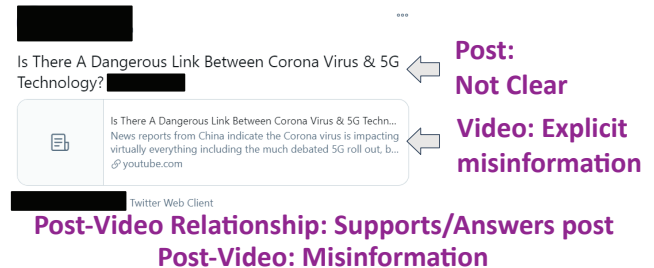 Is There A Dangerous Link Between Corona Virus & 5G
Technology?
Post:
Not Clear
Is There A Dangerous Link Between Corona Virus & 5G Techn...
News reports from China indicate the Corona virus is impacting
virtually everything including the much debated 5G roll out, b...
youtube.com
Video: Explicit
misinformation
Twitter Web Client
Post-Video Relationship: Supports/Answers post
Post-Video: Misinformation